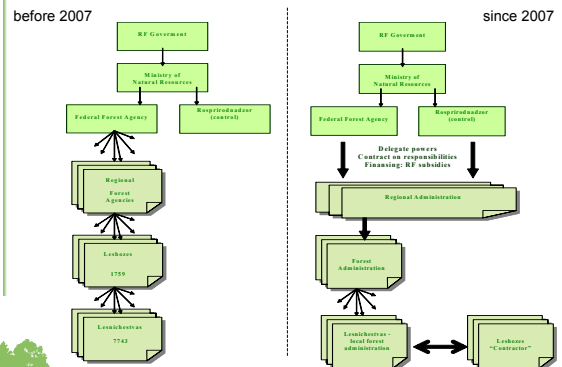 before 2007
RF Goverment
Ministry of
Natural Resources
Federal Forest Agency
Rosprirodnadzor
(control)
Regional
Forest
Agencies
Leshozes
1759
Lesnichestvas
7743
since 2007
RF Goverment
Ministry of
Natural Resources
Federal Forest Agency
Rosprirodnadzor
(control)
Delegate powers
Contract on responsibilities
Finansing: RF subsidies
Regional Administration
Forest
Administration
Lesnichestvas -
local forest
administration
Leshozes
"Contractor"